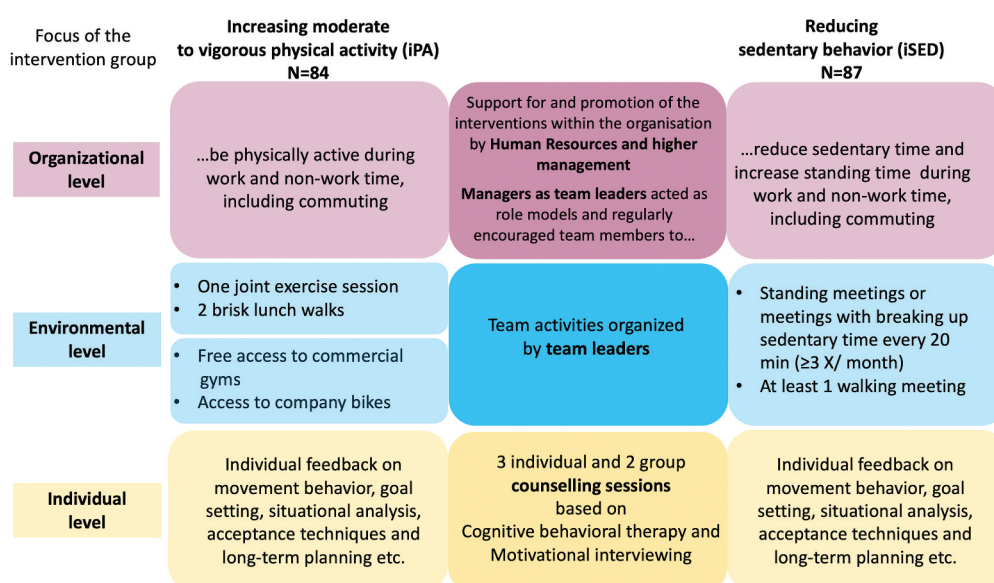 Focus of the
intervention group
Increasing moderate
to vigorous physical activity (iPA)
N=84
Reducing
sedentary behavior (iSED)
N=87
Organizational
level
...be physically active during
work and non-work time,
including commuting
Support for and promotion of the
interventions within the organisation
by Human Resources and higher
management
Managers as team leaders acted as
role models and regularly
encouraged team members to...
...reduce sedentary time and
increase standing time during
work and non-work time,
including commuting
Environmental
level
• One joint exercise session
• 2 brisk lunch walks
• Free access to commercial
gyms
• Access to company bikes
Team activities organized
by team leaders
• Standing meetings or
meetings with breaking up
sedentary time every 20
min (≥3 X/ month)
• At least 1 walking meeting
Individual
level
Individual feedback on
movement behavior, goal
setting, situational analysis,
acceptance techniques and
long-term planning etc.
3 individual and 2 group
counselling sessions
based on
Cognitive behavioral therapy and
Motivational interviewing
Individual feedback on
movement behavior, goal
setting, situational analysis,
acceptance techniques and
long-term planning etc.